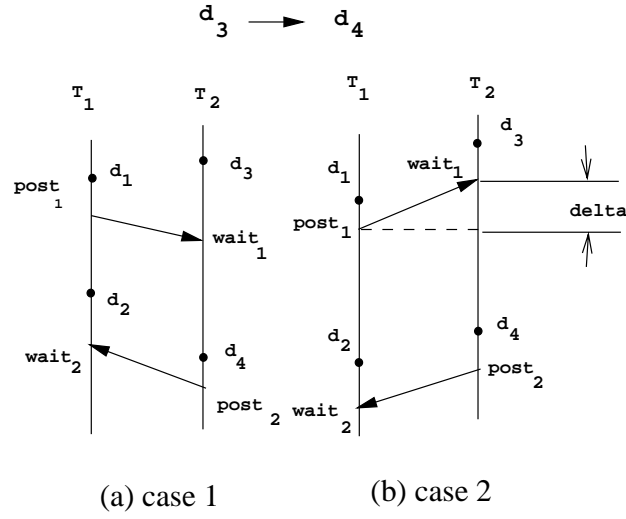 d3 d4
T1 T2 T1 T2
d3
d1 d3 wait1
d1
post1 delta
wait1 post1
d2
d4
d2
wait2 d4 post2
post2 wait2
(a) case 1 (b) case 2